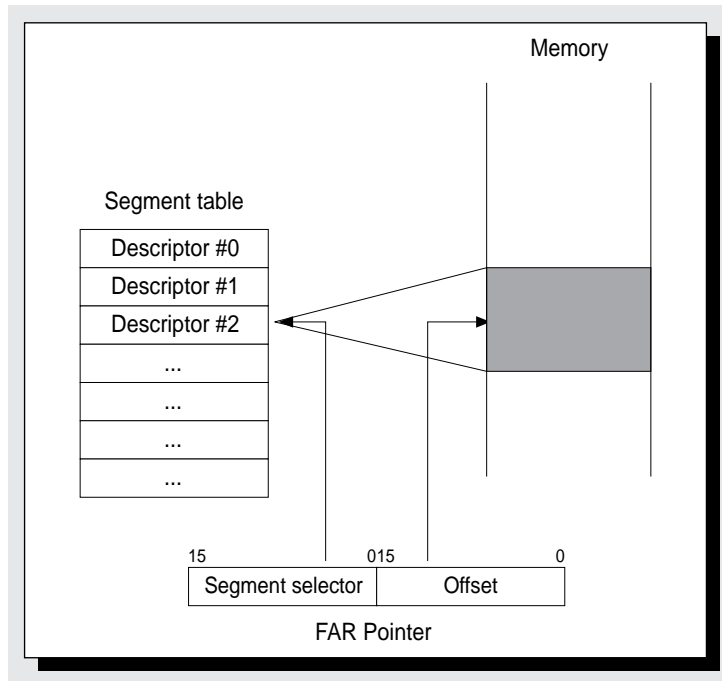 Memory
Segment table
Descriptor #0
Descriptor #1
Descriptor #2
...
...
...
...
15 015 0
Segment selector Offset
FAR Pointer